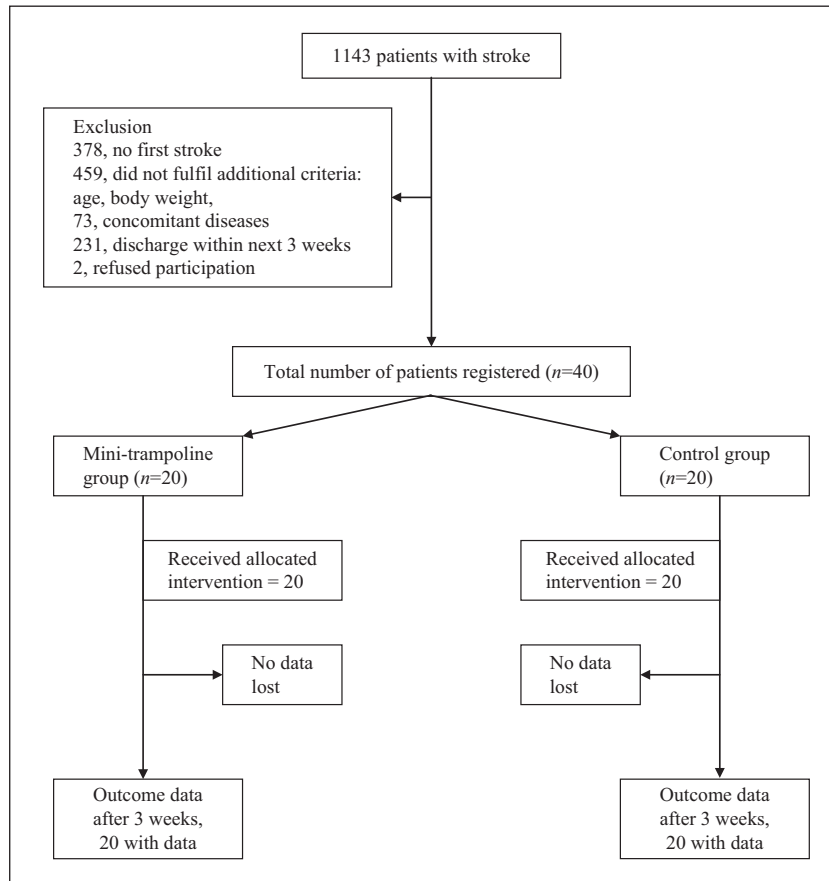 1143 patients with stroke
Exclusion
378, no first stroke
459, did not fulfil additional criteria:
age, body weight,
73, concomitant diseases
231, discharge within next 3 weeks
2, refused participation
Total number of patients registered (n=40)
Mini-trampoline
group (n=20)
Control group
(n=20)
Received allocated
intervention = 20
Received allocated
intervention = 20
No data
lost
No data
lost
Outcome data
after 3 weeks,
20 with data
Outcome data
after 3 weeks,
20 with data